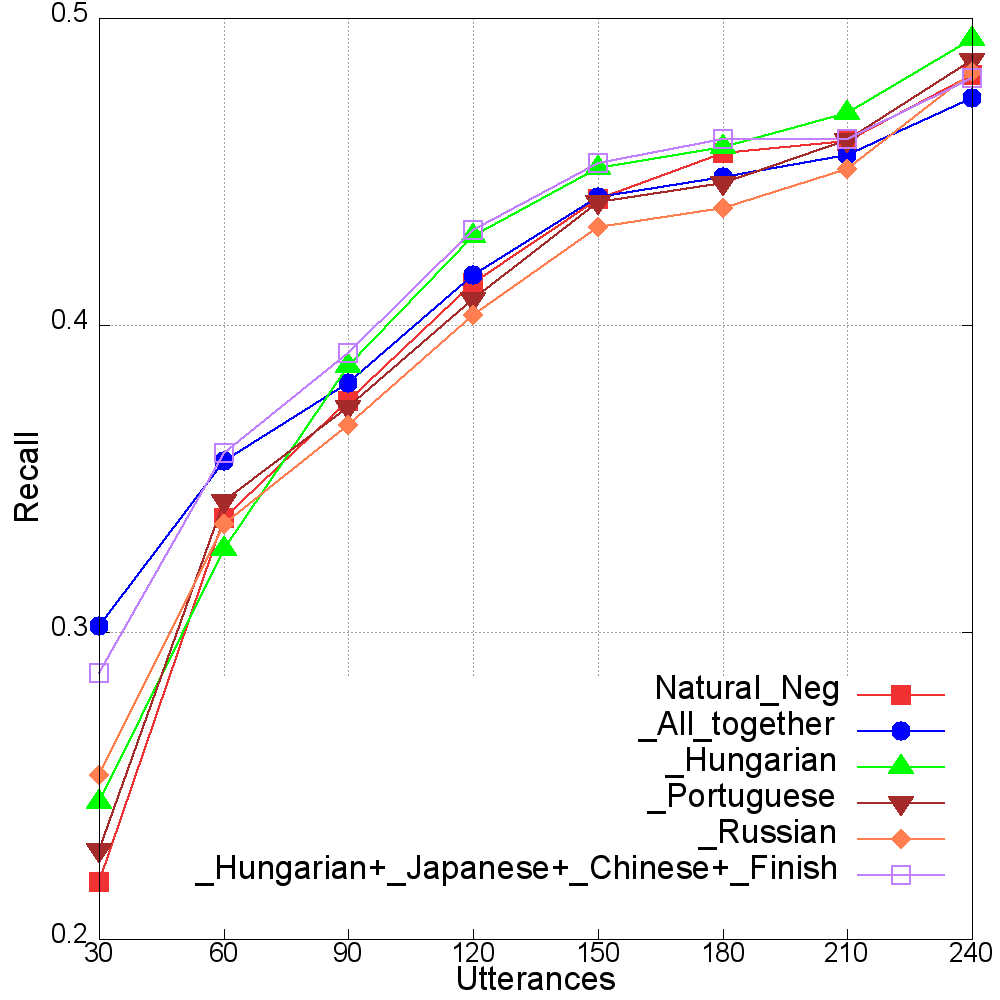 0.5
0.4
0.3
0.2
Recall
Natural_Neg
_All_together
_Hungarian
_Portuguese
_Russian
_Hungarian+_Japanese+_Chinese+_Finish
30 60 90 120 150 180 210 240
Utterances